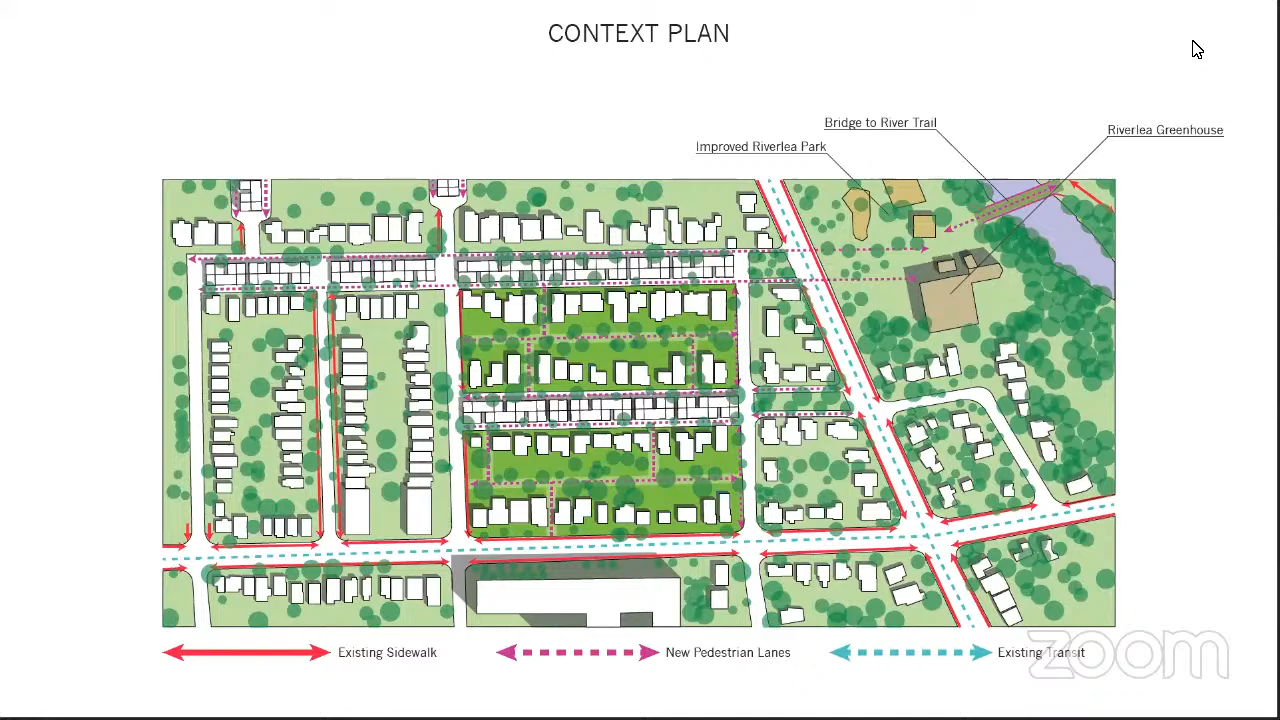 CONTEXT PLAN
Bridge to River Trail
Riverlea Greenhouse
Improved Riverlea Park
Existing Sidewalk
New Pedestrian Lanes
Existing Transit
zoom